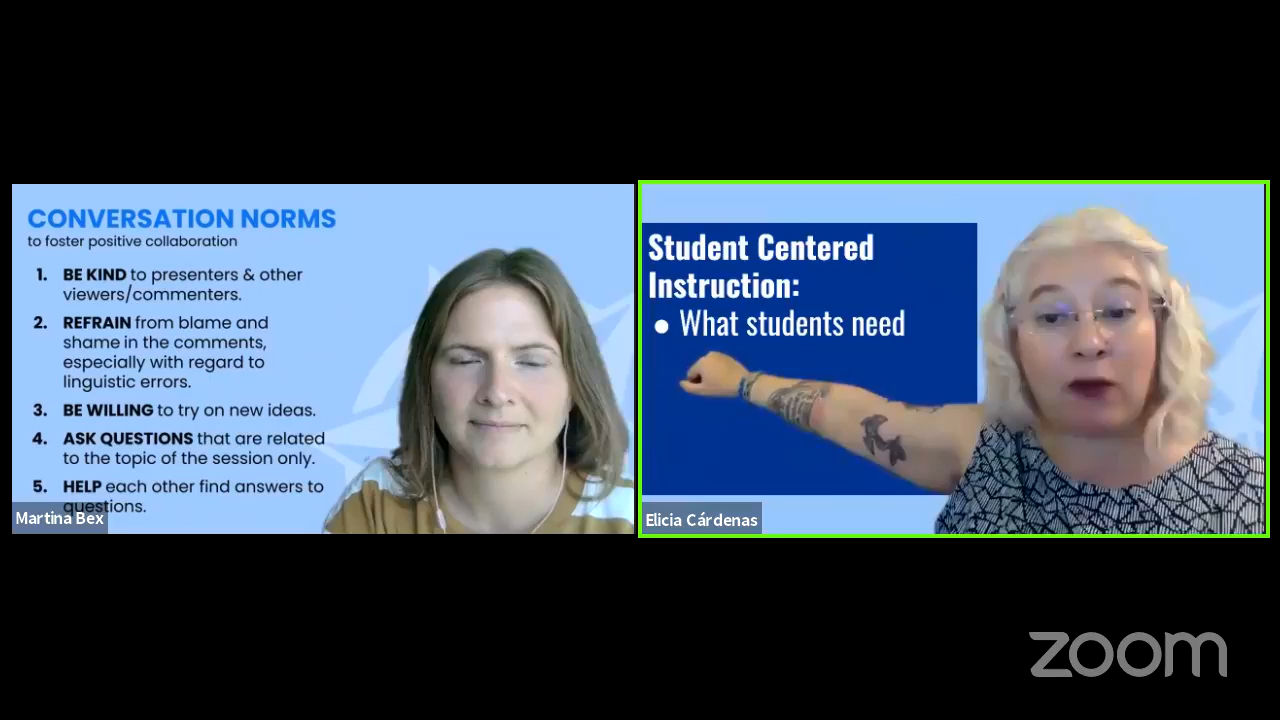 CONVERSATION NORMS
to foster positive collaboration
1. BE KIND to presenters & other
viewers/commenters.
2. REFRAIN from blame and
shame in the comments,
especially with regard to
linguistic errors.
3. BE WILLING to try on new ideas.
4. ASK QUESTIONS that are related
to the topic of the session only.
5. HELP each other find answers to
questions.
Martina Bex
Student Centered
Instruction:
● What students need
Elicia Cárdenas
zoom